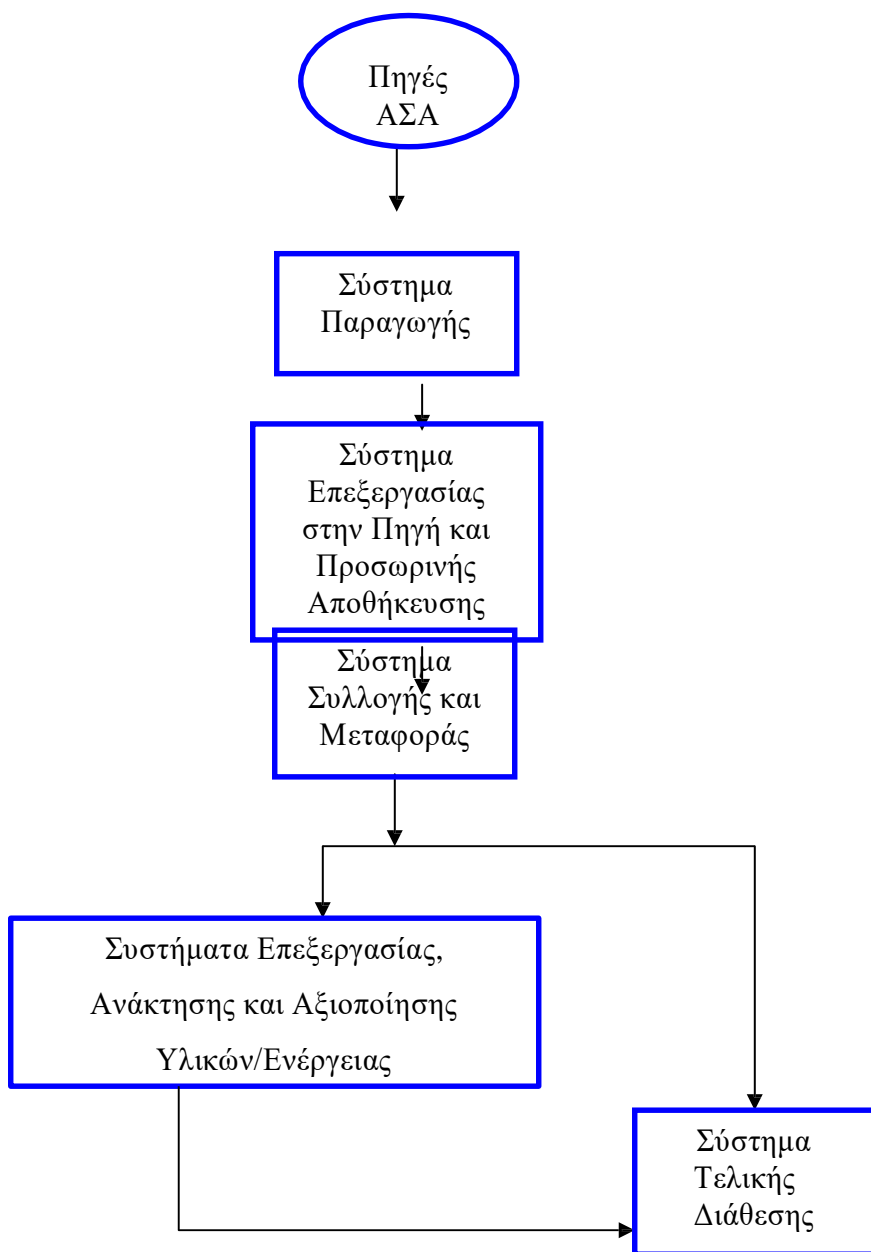 Πηγές
ΑΣΑ
Σύστημα
Παραγωγής
Σύστημα
Επεξεργασίας
στην Πηγή και
Προσωρινής
Αποθήκευσης
Σύστημα
Συλλογής και
Μεταφοράς
Συστήματα Επεξεργασίας,
Ανάκτησης και Αξιοποίησης
Υλικών/Ενέργειας
Σύστημα
Τελικής
Διάθεσης